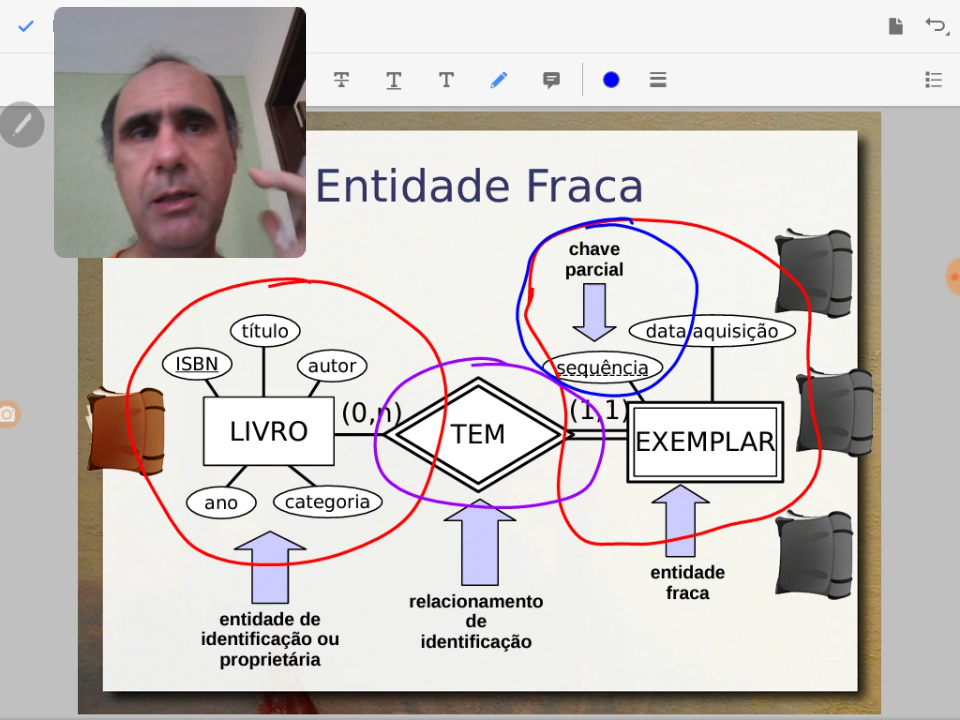 Entidade Fraca
chave
parcial
título
ISBN
autor
data aquisição
sequência
(0,n)
(1,1)
LIVRO
TEM
EXEMPLAR
ano
categoria
entidade de
identificação ou
proprietária
relacionamento
de
identificação
entidade
fraca